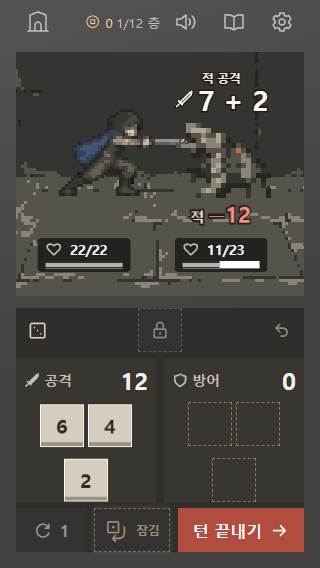 0 1/12 층
적 공격
7 + 2
적 −12
22/22
11/23
공격 12
방어 0
6 4
2
1
잠김
턴 끝내기 →